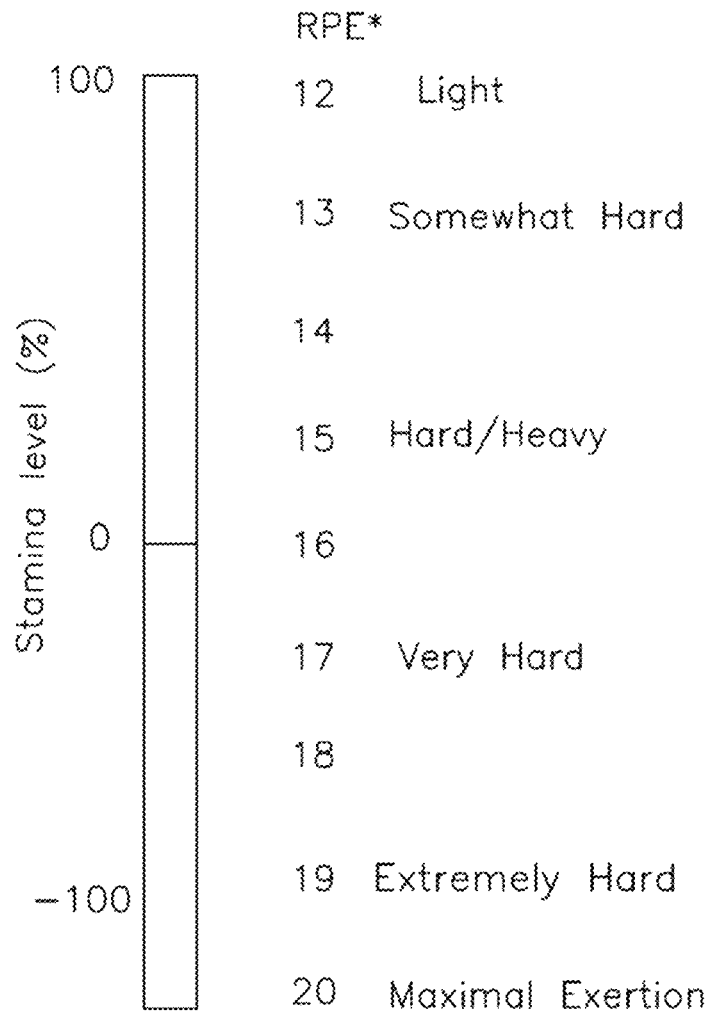 RPE*
100
12 Light
13 Somewhat Hard
14
15 Hard/Heavy
Stamina level (%)
0
16
17 Very Hard
18
19 Extremely Hard
-100
20 Maximal Exertion